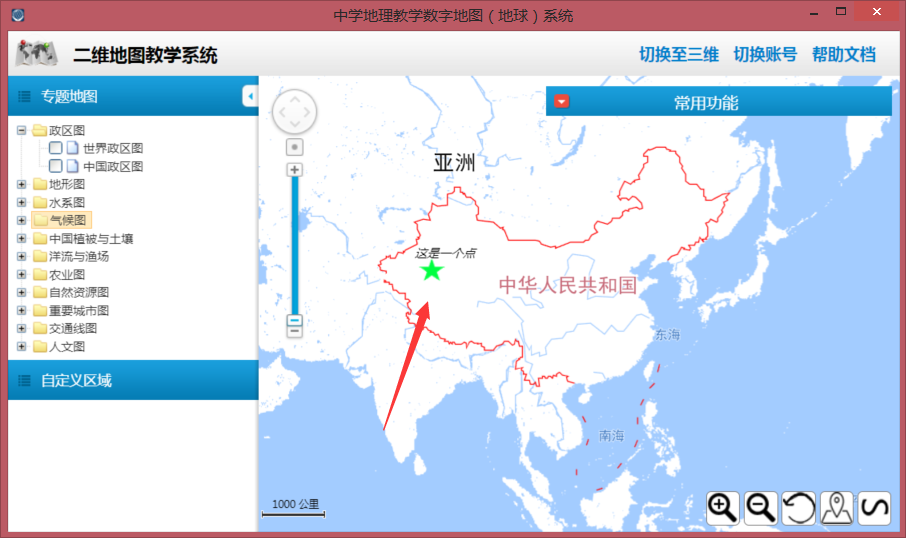 中学地理教学数字地图（地球）系统
二维地图教学系统
切换至三维 切换账号 帮助文档
专题地图
政区图
世界政区图
中国政区图
地形图
水系图
气候图
中国植被与土壤
洋流与渔场
农业图
自然资源图
重要城市图
交通线图
人文图
自定义区域
常用功能
亚洲
这是一个点
中华人民共和国
东海
南海
1000 公里